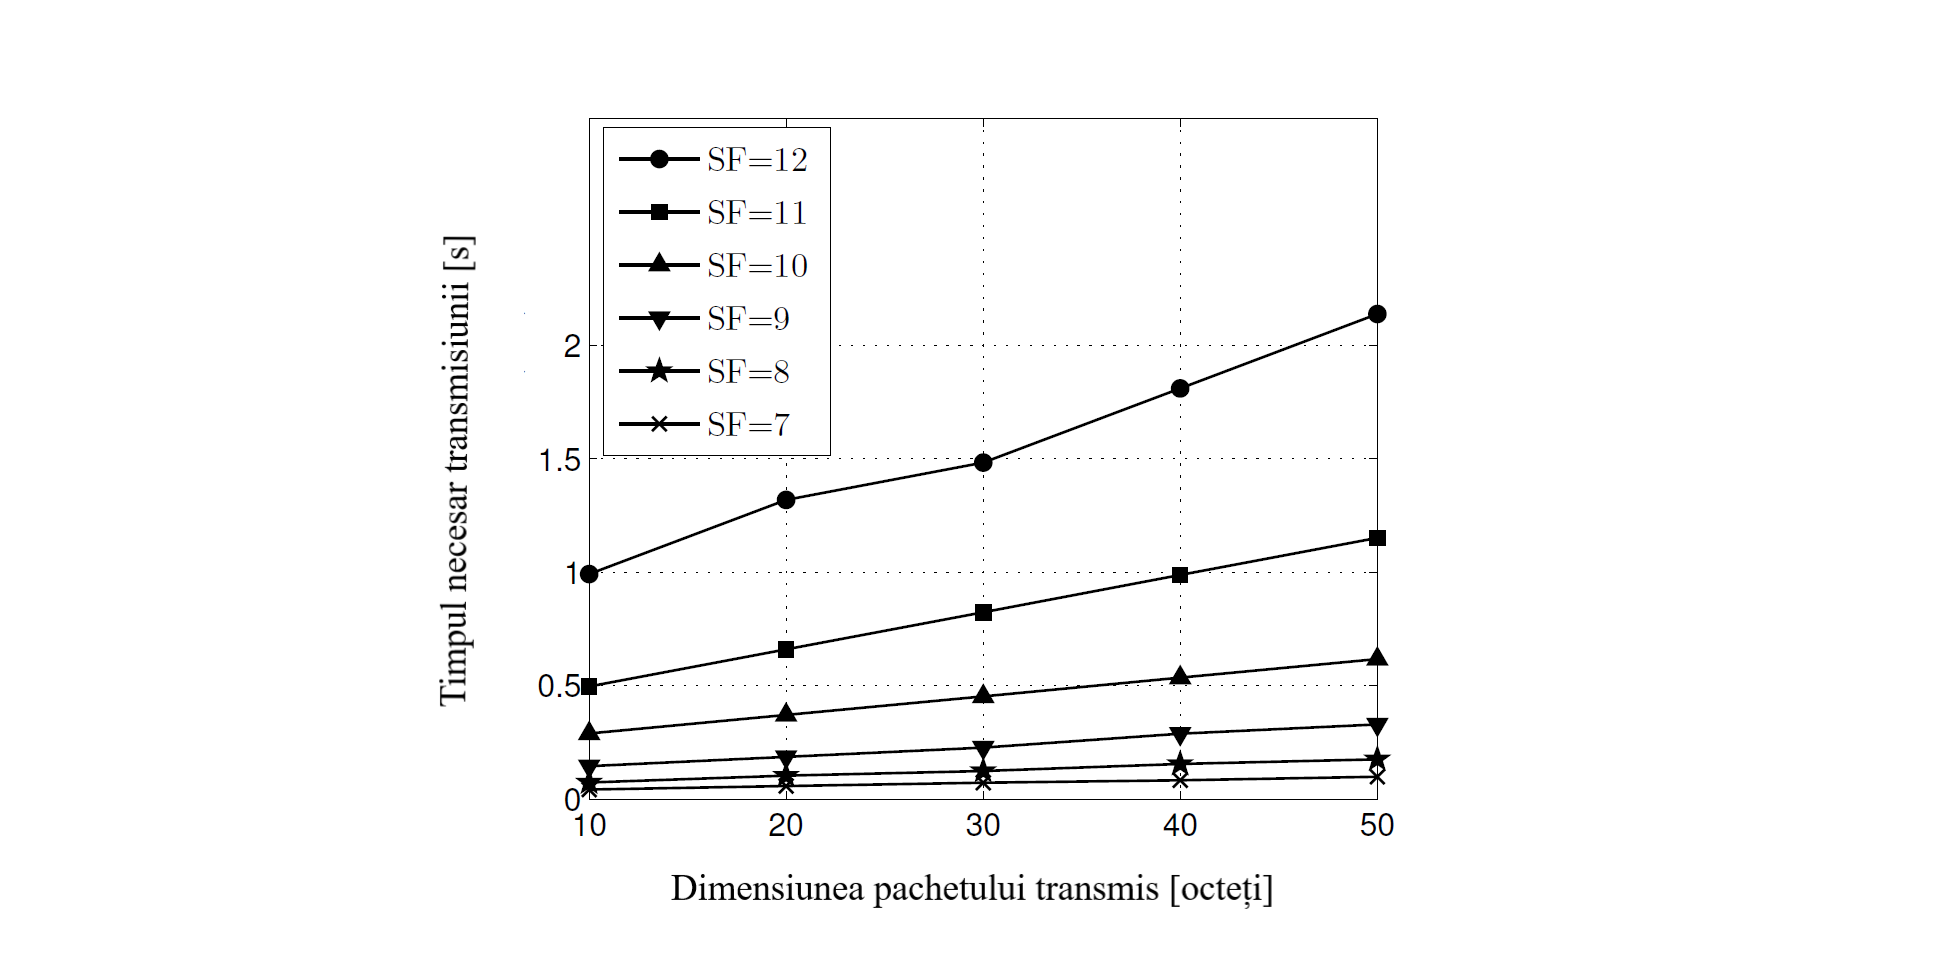 SF=12
SF=11
SF=10
SF=9
SF=8
SF=7
Timpul necesar transmisiunii [s]
2
1.5
1
0.5
0
10 20 30 40 50
Dimensiunea pachetului transmis [octeți]